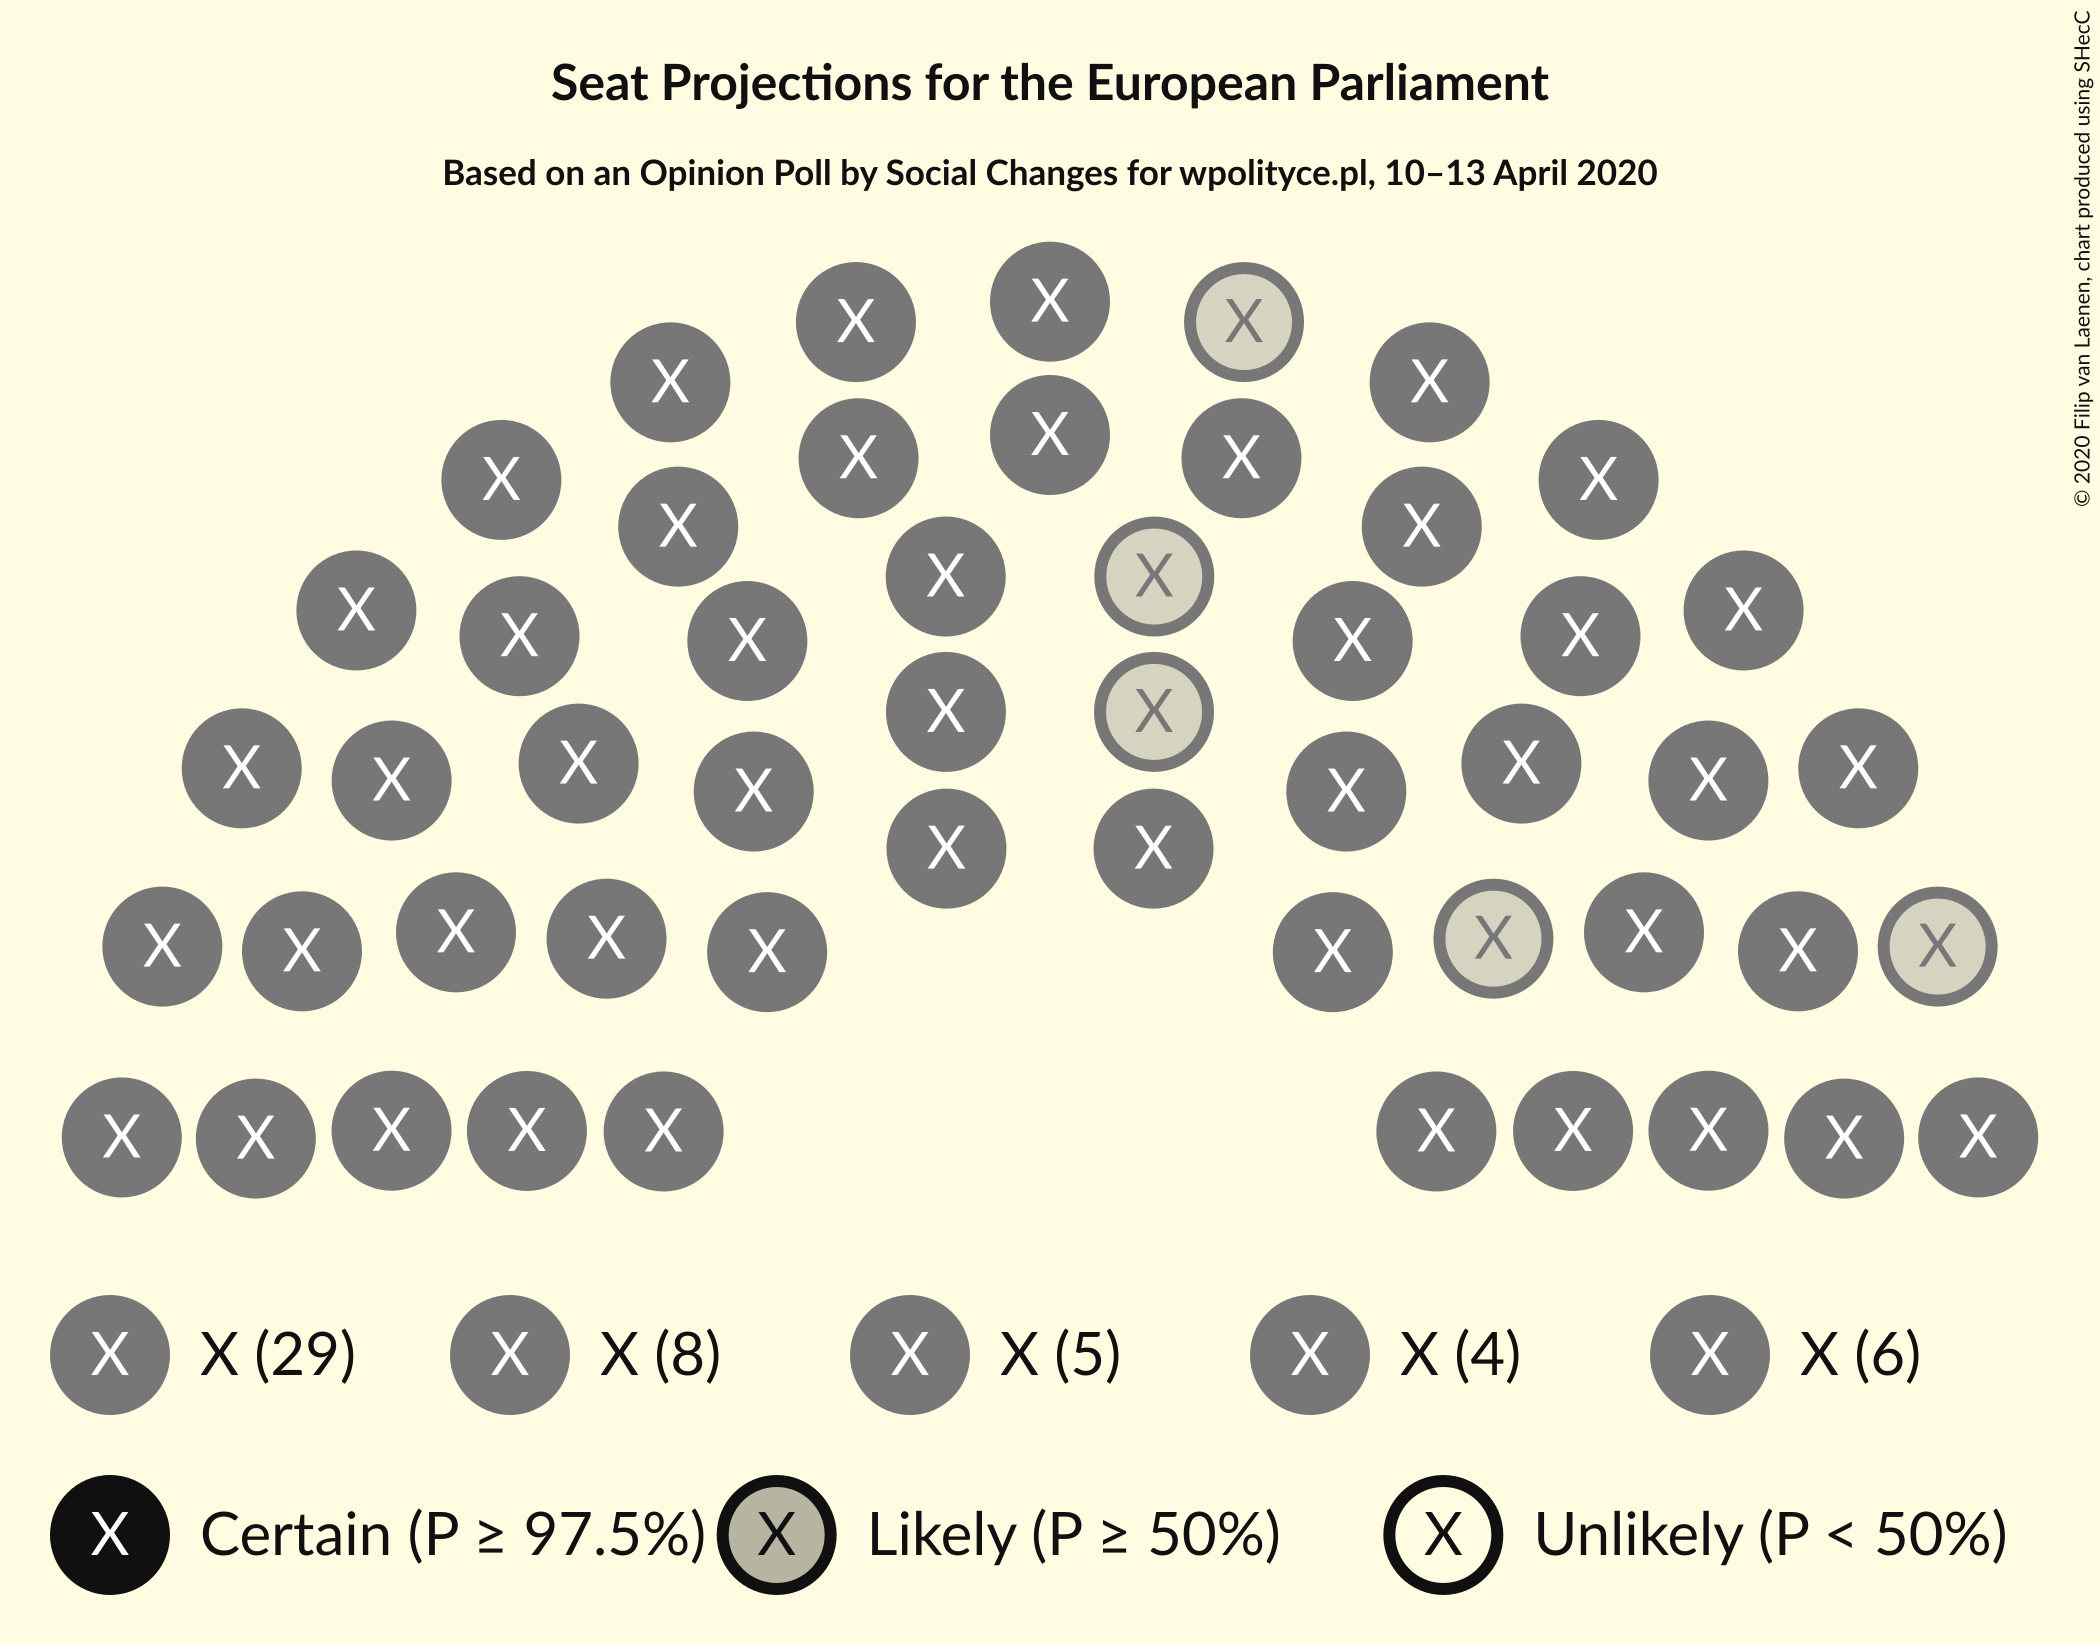 Seat Projections for the European Parliament
Based on an Opinion Poll by Social Changes for wpolityce.pl, 10–13 April 2020
© 2020 Filip van Laenen, chart produced using SHecC
X X X
X X
X X X
X X
X X
X X
X X X X X X
X X
X X X X X X X X
X X
X X X X X X X X X X
X X X X X X X X X X
X X (29) X X (8) X X (5) X X (4) X X (6)
X Certain (P ≥ 97.5%) X Likely (P ≥ 50%) X Unlikely (P < 50%)